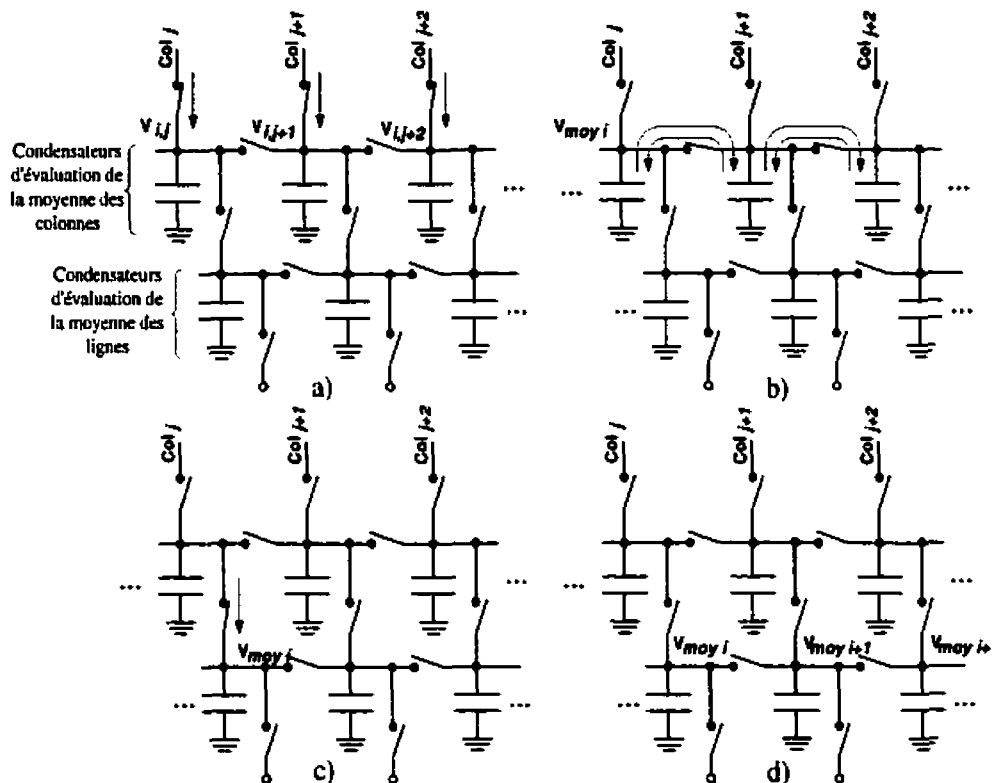 Col j
Col j+1
Col j+2
V i,j
V i,j+1
V i,j+2
Condensateurs
d'évaluation de
la moyenne des
colonnes
...
Condensateurs
d'évaluation de
la moyenne des
lignes
...
a)
Col j
Col j+1
Col j+2
V moy i
...
...
...
...
b)
Col j
Col j+1
Col j+2
...
...
V moy i
...
...
c)
Col j
Col j+1
Col j+2
...
...
V moy i
V moy i+1
V moy i+
...
...
d)